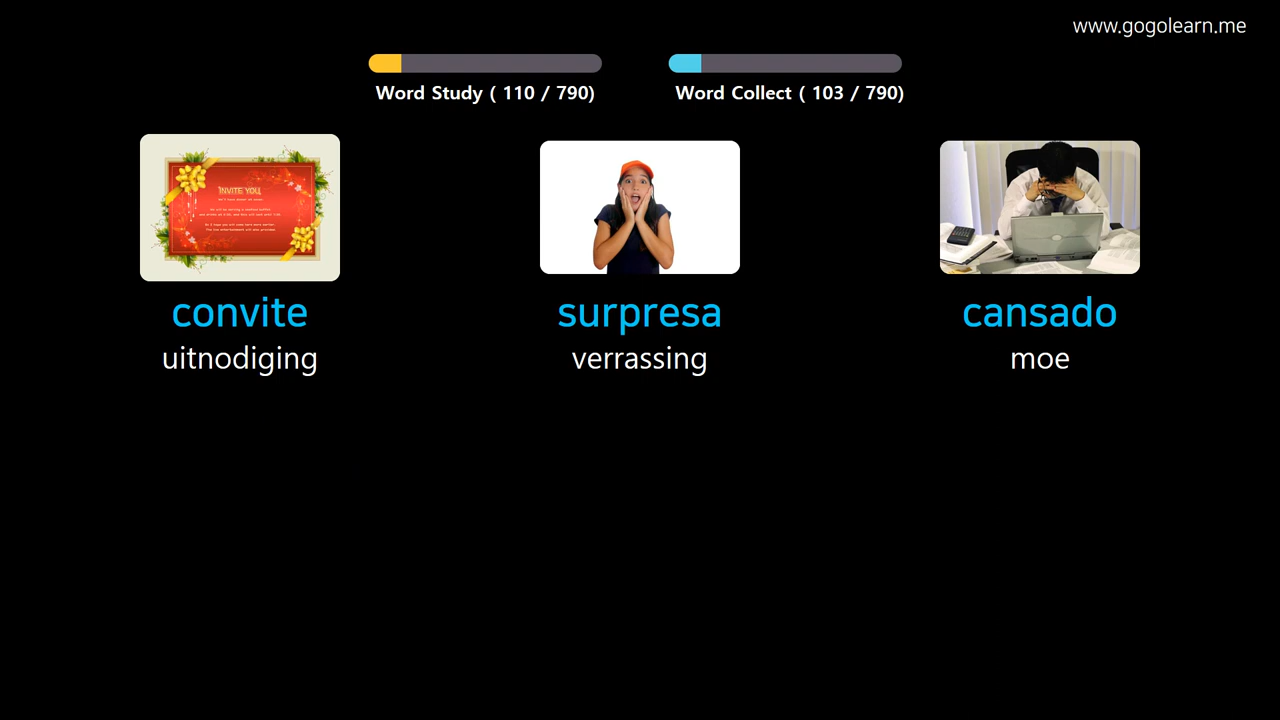 www.gogolearn.me
Word Study ( 110 / 790)
Word Collect ( 103 / 790)
INVITE YOU
convite
surpresa
cansado
uitnodiging
verrassing
moe